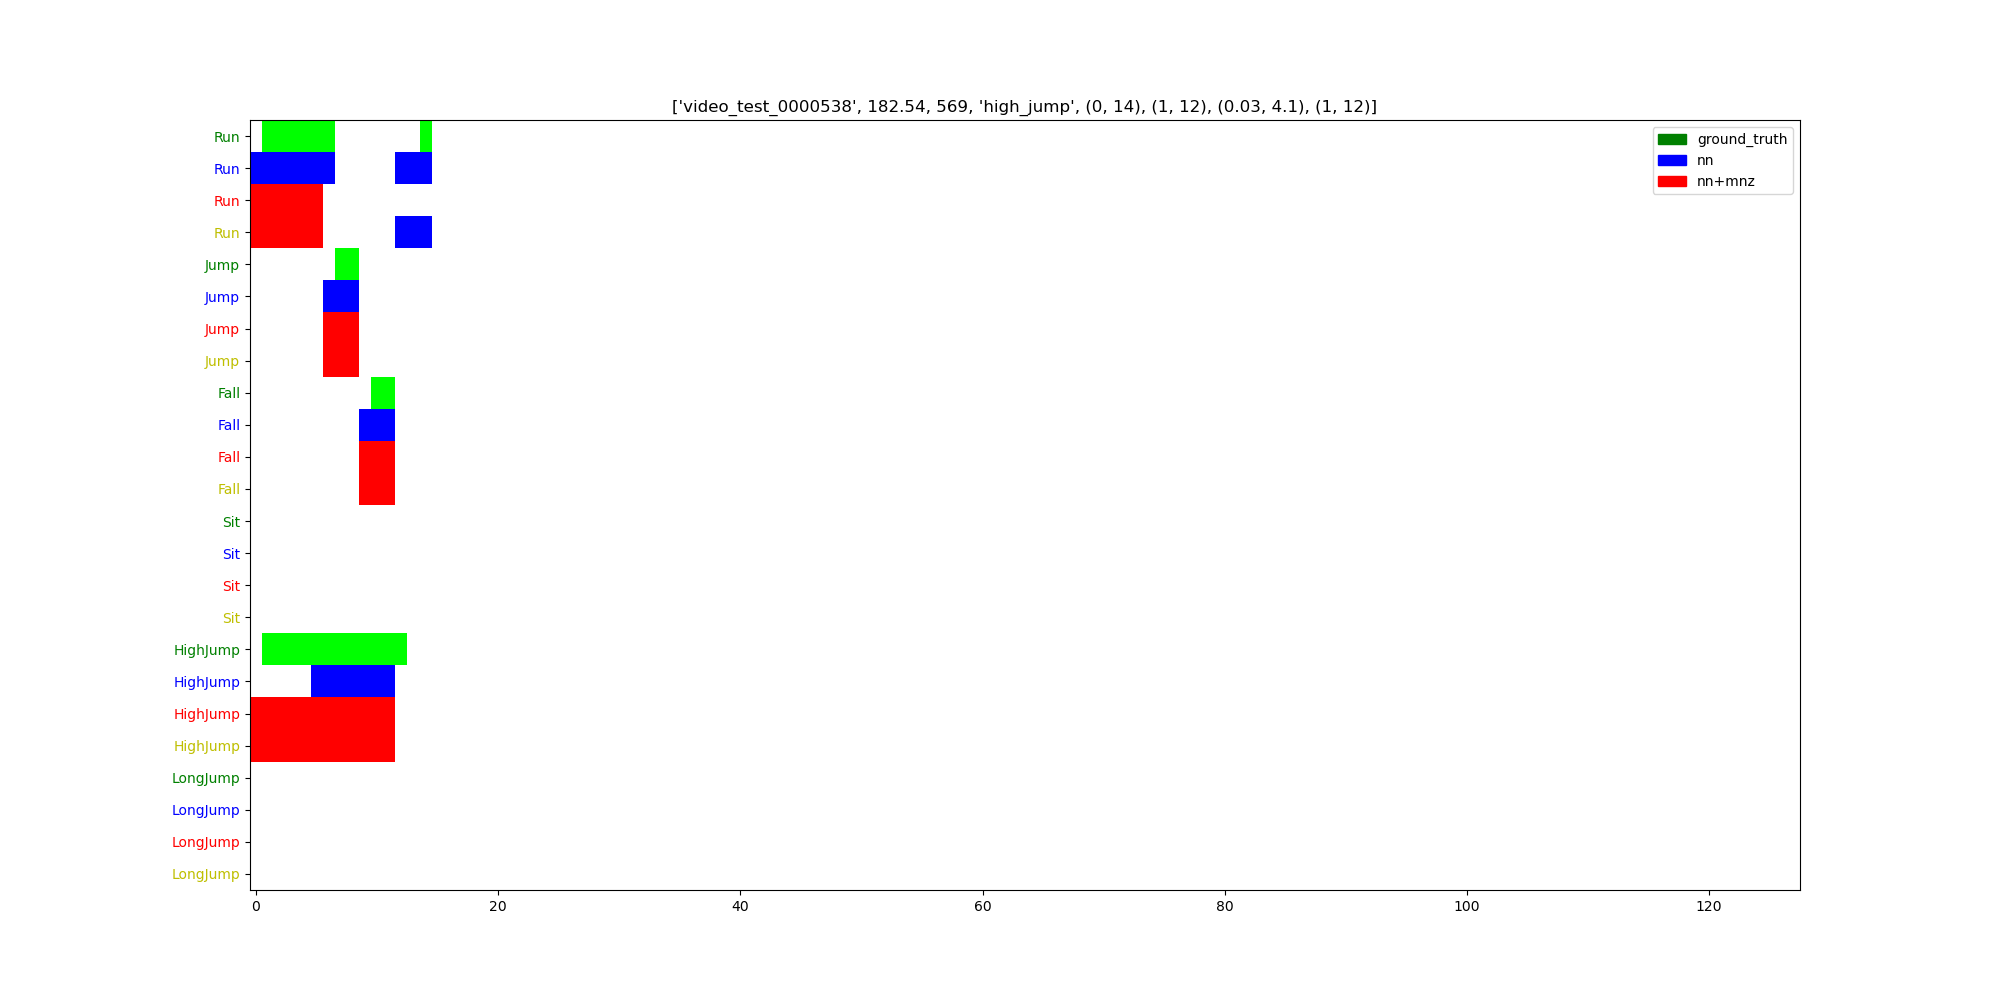 ['video_test_0000538', 182.54, 569, 'high_jump', (0, 14), (1, 12), (0.03, 4.1), (1, 12)]
ground_truth
nn
nn+mnz
Run
Run
Run
Run
Jump
Jump
Jump
Jump
Fall
Fall
Fall
Fall
Sit
Sit
Sit
Sit
HighJump
HighJump
HighJump
HighJump
LongJump
LongJump
LongJump
LongJump
0 20 40 60 80 100 120